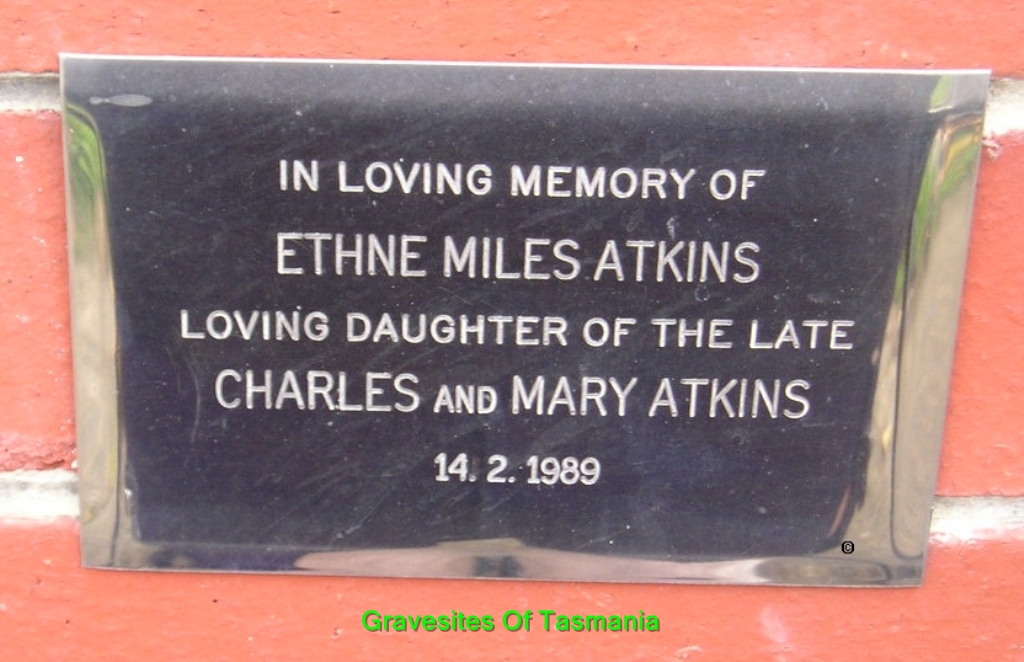 IN LOVING MEMORY OF
ETHNE MILES ATKINS
LOVING DAUGHTER OF THE LATE
CHARLES AND MARY ATKINS
14. 2. 1989
©
Gravesites Of Tasmania